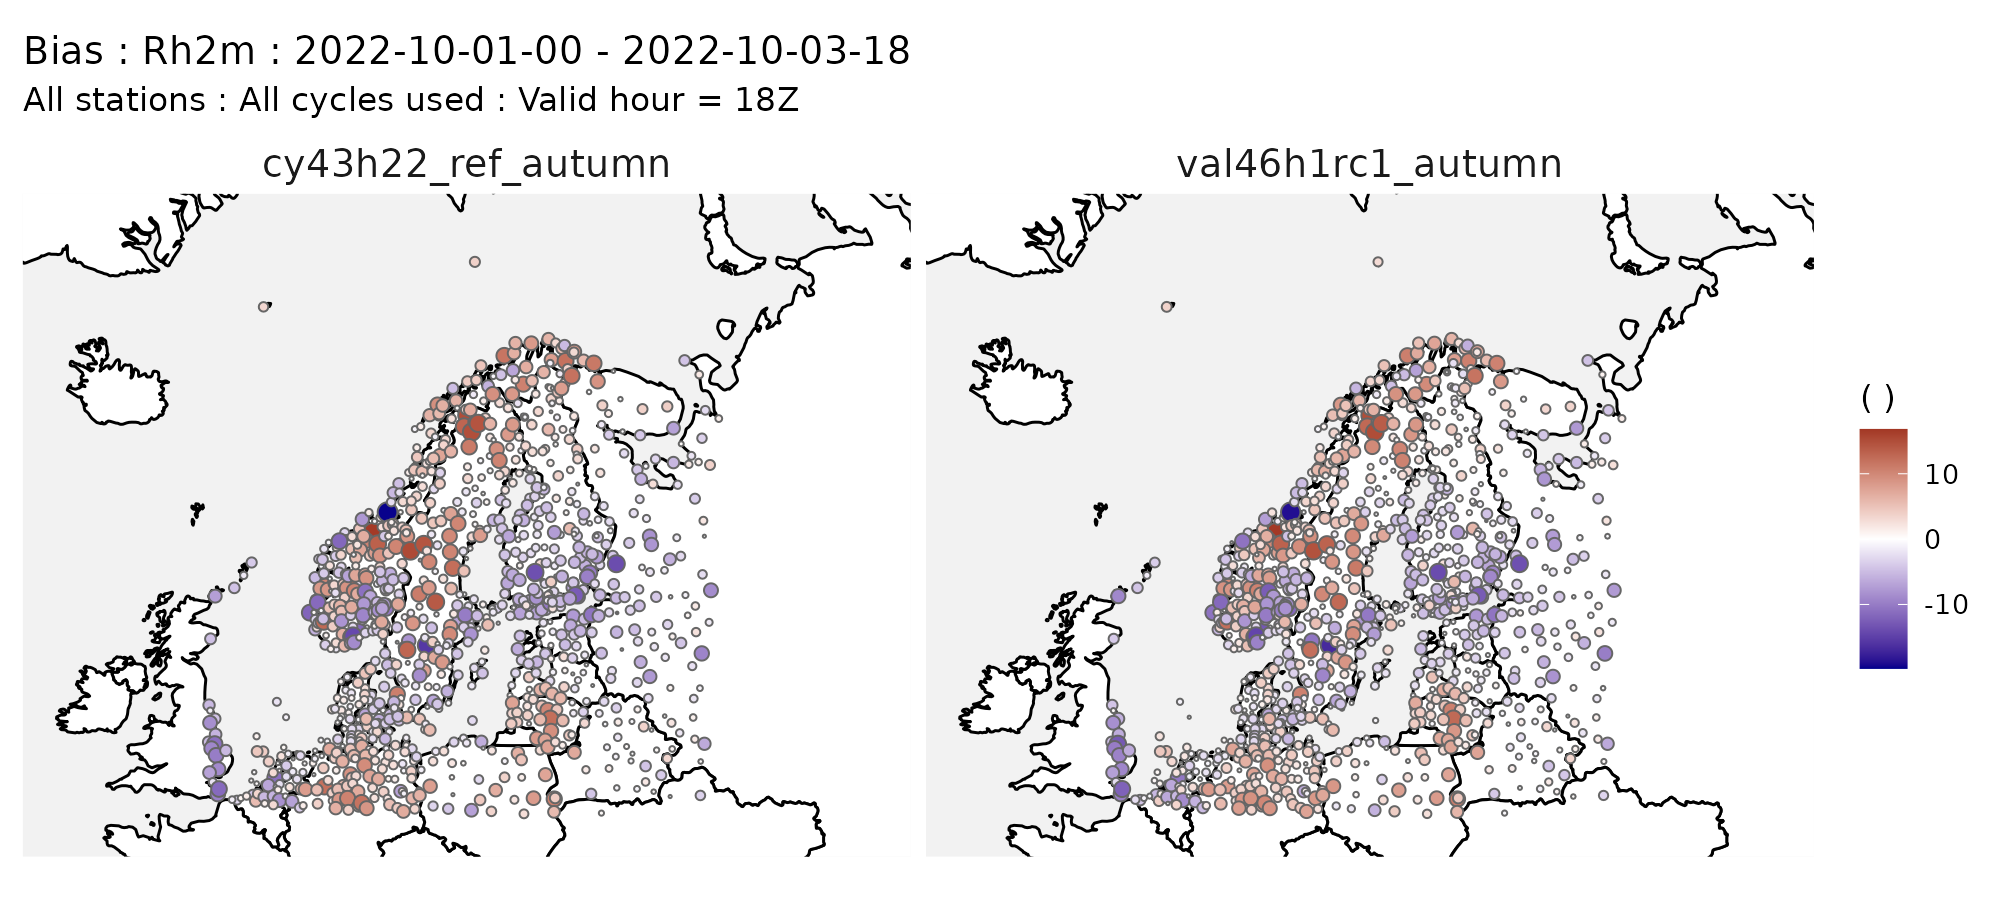 Bias : Rh2m : 2022-10-01-00 - 2022-10-03-18
All stations : All cycles used : Valid hour = 18Z
cy43h22_ref_autumn
val46h1rc1_autumn
( )
10
0
-10